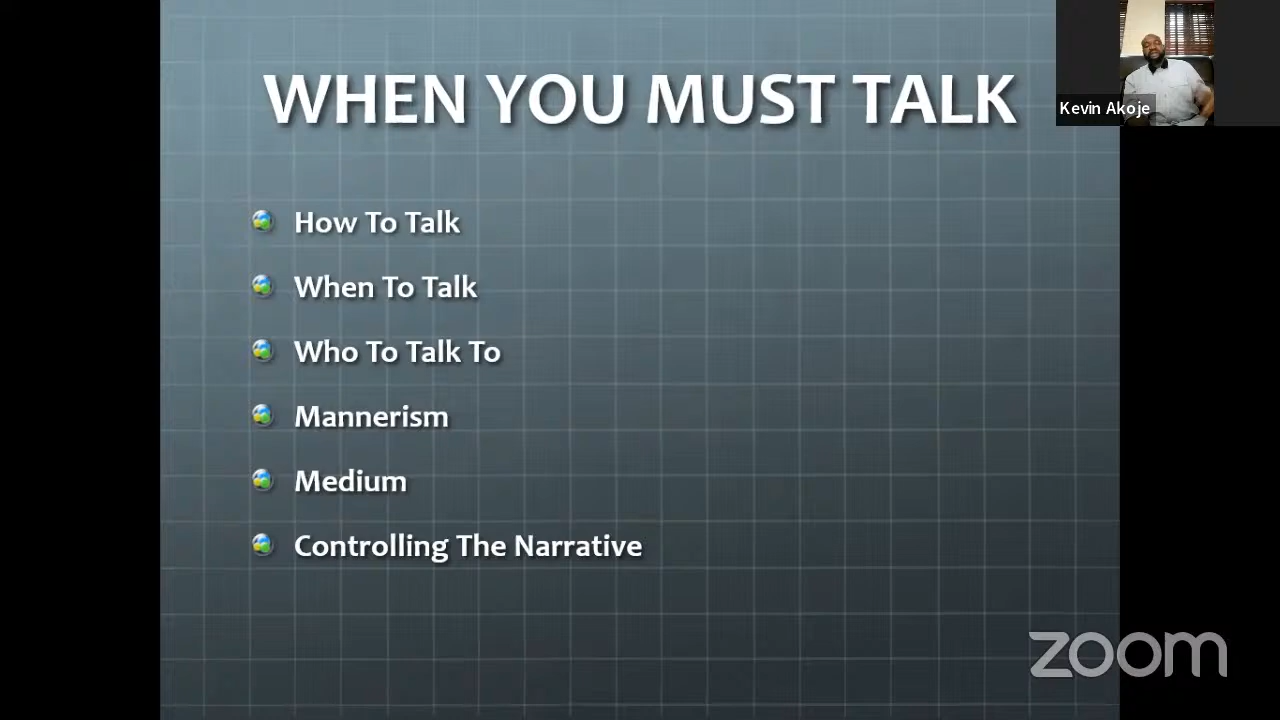 WHEN YOU MUST TALK
Kevin Akoje
How To Talk
When To Talk
Who To Talk To
Mannerism
Medium
Controlling The Narrative
zoom